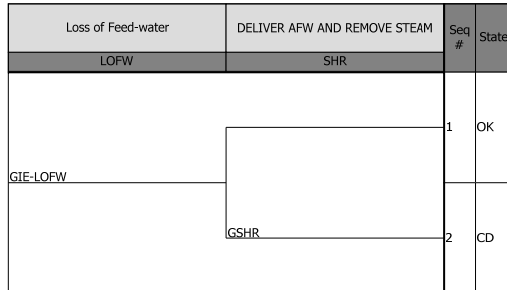 Loss of Feed-water
DELIVER AFW AND REMOVE STEAM
Seq
#
State
LOFW
SHR
1
OK
GIE-LOFW
GSHR
2
CD